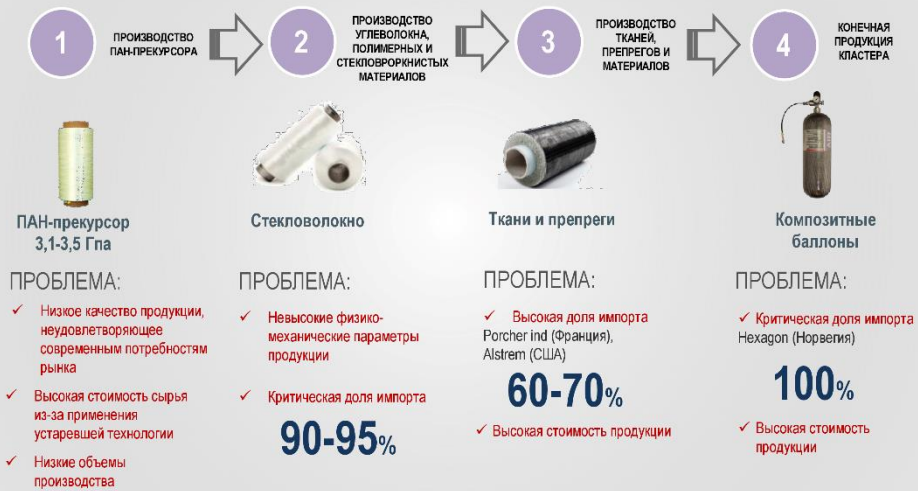 1
ПРОИЗВОДСТВО
ПАН-ПРЕКУРСОРА
2
ПРОИЗВОДСТВО
УГЛЕВОЛОКНА,
ПОЛИМЕРНЫХ И
СТЕКЛОВРОРКНИСТЫХ
МАТЕРИАЛОВ
3
ПРОИЗВОДСТВО
ТКАНЕЙ,
ПРЕПРЕГОВ И
МАТЕРИАЛОВ
4
КОНЕЧНАЯ
ПРОДУКЦИЯ
КЛАСТЕРА
ПАН-прекурсор
3,1-3,5 Гпа
ПРОБЛЕМА:
✓ Низкое качество продукции,
неудовлетворяющее
современным потребностям
рынка
✓ Высокая стоимость сырья
из-за применения
устаревшей технологии
✓ Низкие объемы
производства
Стекловолокно
ПРОБЛЕМА:
✓ Невысокие физико-
механические параметры
продукции
✓ Критическая доля импорта
90-95%
Ткани и препреги
ПРОБЛЕМА:
✓ Высокая доля импорта
Porcher ind (Франция),
Alstrem (США)
60-70%
✓ Высокая стоимость продукции
Композитные
баллоны
ПРОБЛЕМА:
✓ Критическая доля импорта
Hexagon (Норвегия)
100%
✓ Высокая стоимость
продукции